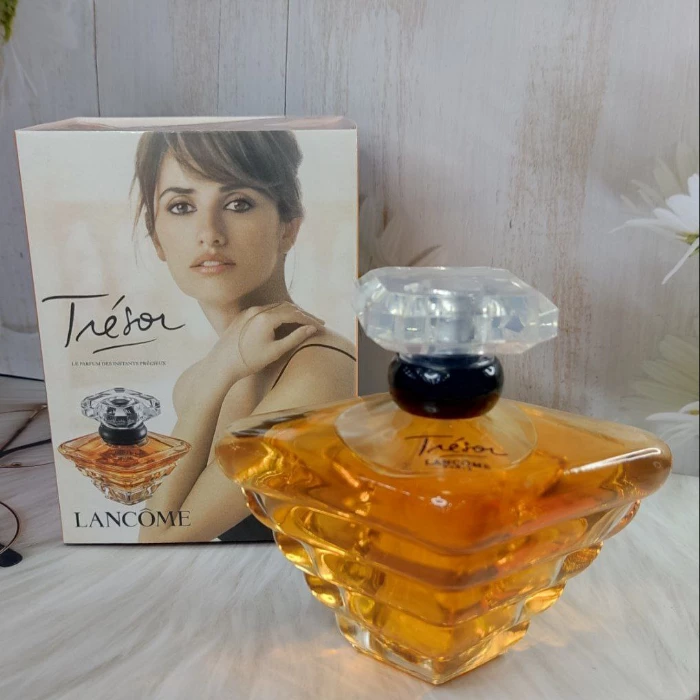 Trésor
LE PARFUM DES INSTANTS PRÉCIEUX
LANCÔME
Trésor
LANCÔME